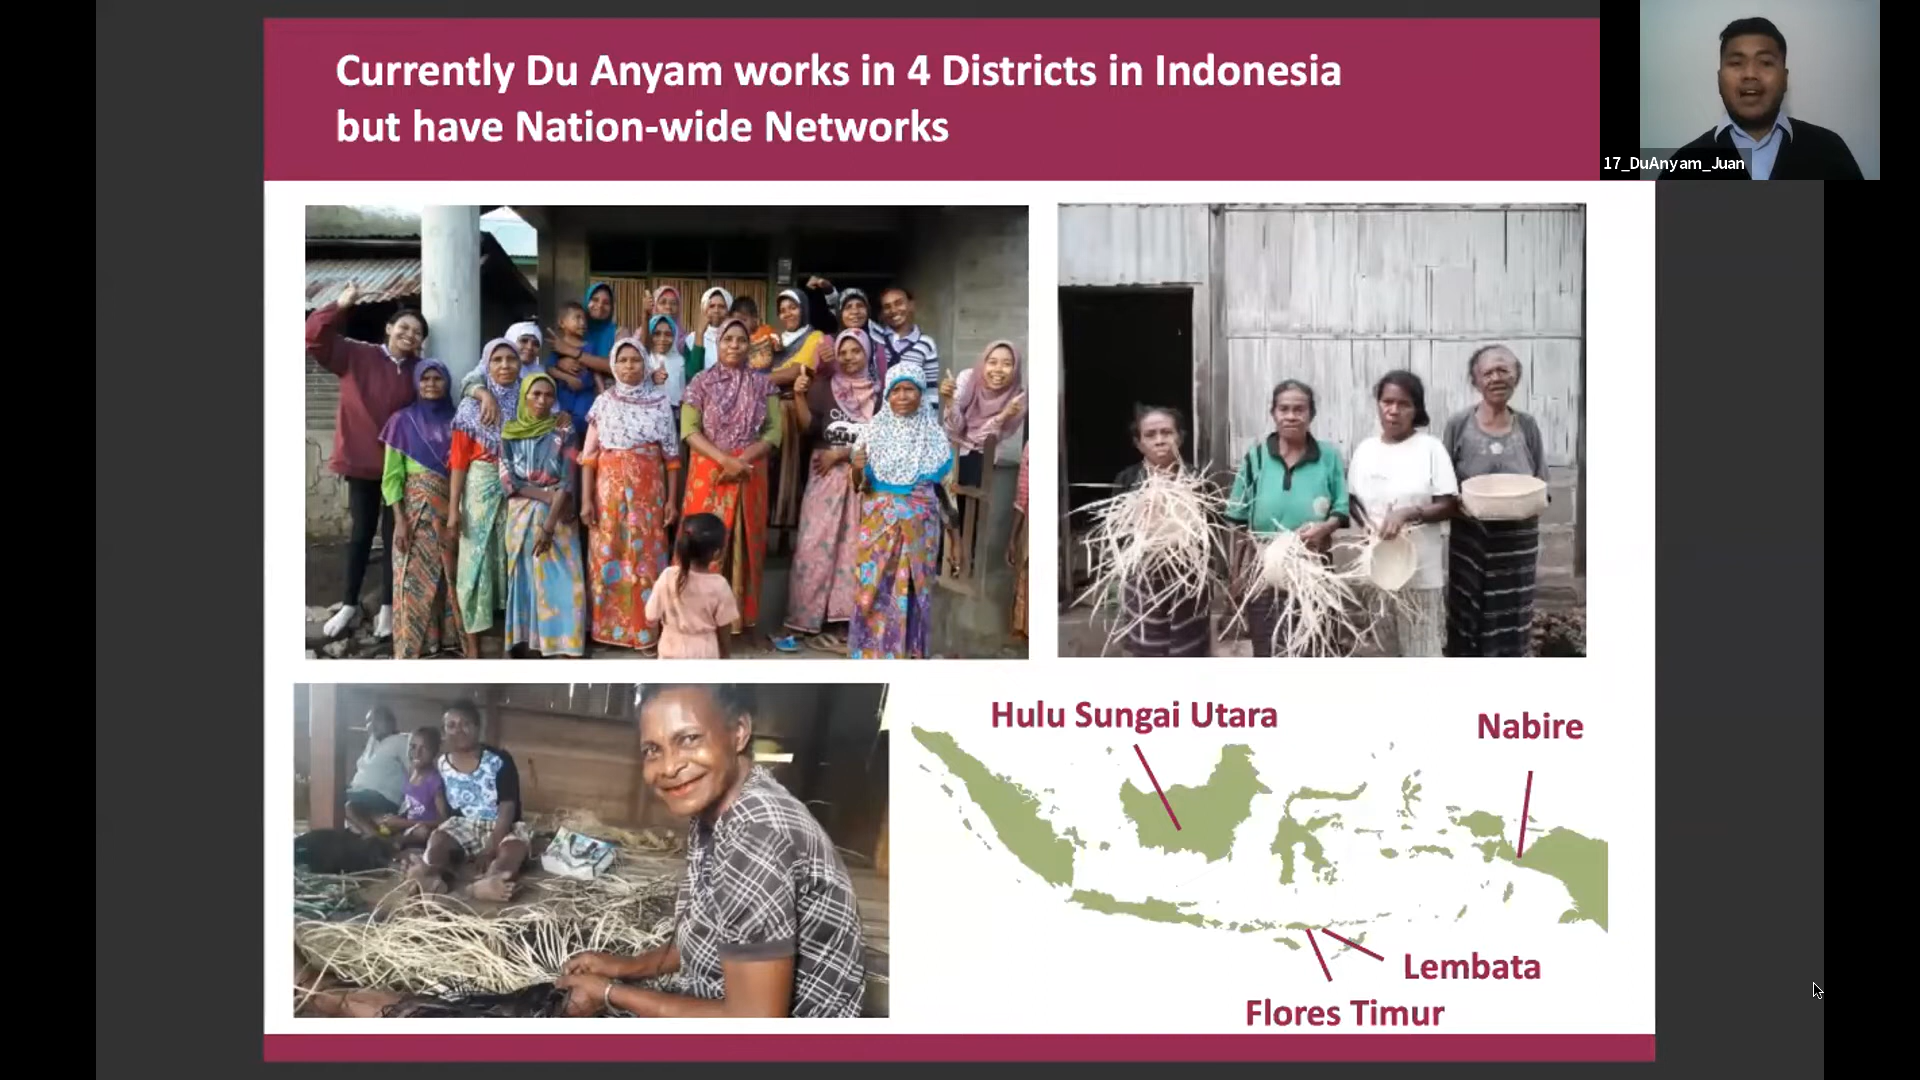 Currently Du Anyam works in 4 Districts in Indonesia
but have Nation-wide Networks
17_DuAnyam_Juan
Hulu Sungai Utara
Nabire
Lembata
Flores Timur